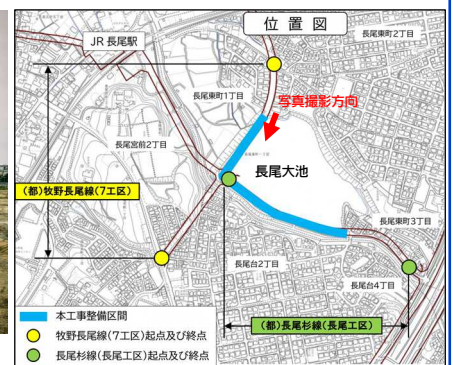 位置図
JR 長尾駅
長尾東町2丁目
長尾東町1丁目
写真撮影方向
長尾宮前2丁目
長尾大池
(都)牧野長尾線(7工区)
長尾東町3丁目
長尾台2丁目
長尾台4丁目
(都)長尾杉線(長尾工区)
本工事整備区間
牧野長尾線(7工区)起点及び終点
長尾杉線(長尾工区)起点及び終点